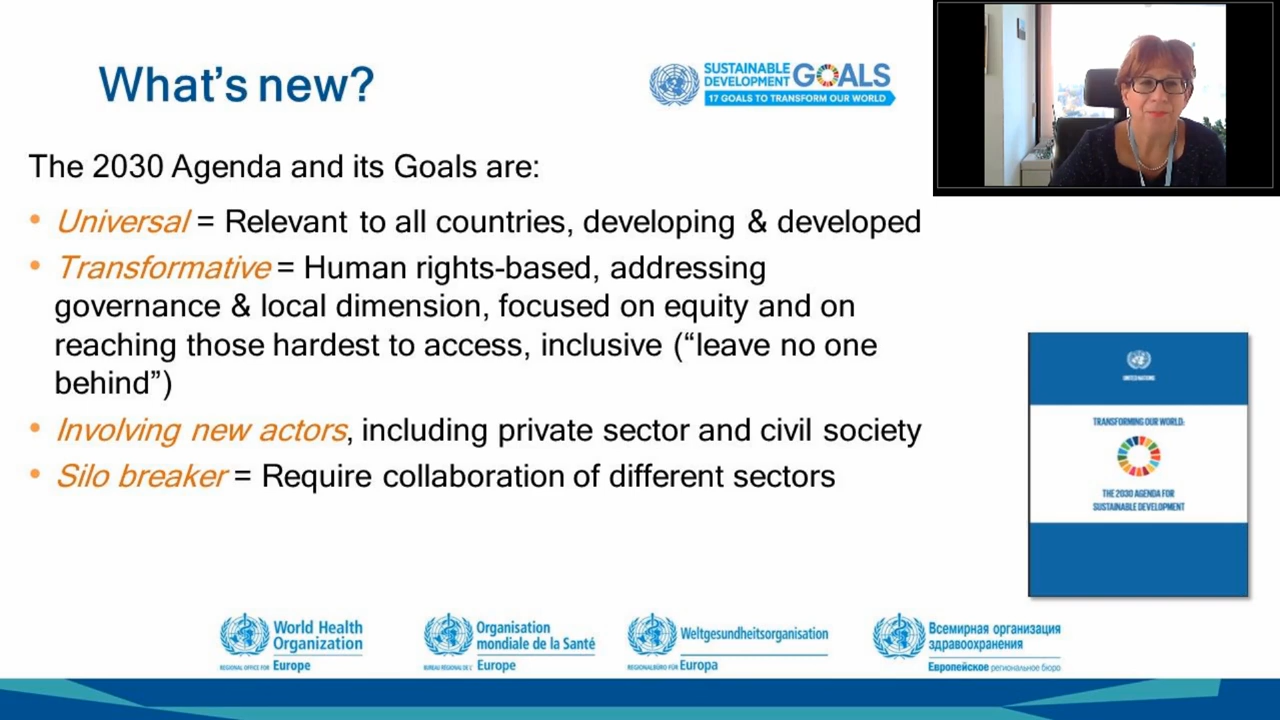 What's new?
SUSTAINABLE
DEVELOPMENT
GOALS
17 GOALS TO TRANSFORM OUR WORLD
The 2030 Agenda and its Goals are:
• Universal = Relevant to all countries, developing & developed
• Transformative = Human rights-based, addressing
governance & local dimension, focused on equity and on
reaching those hardest to access, inclusive (“leave no one
behind”)
• Involving new actors, including private sector and civil society
• Silo breaker = Require collaboration of different sectors
UNITED NATIONS
TRANSFORMING OUR WORLD:
THE 2030 AGENDA FOR
SUSTAINABLE DEVELOPMENT
World Health
Organization
REGIONAL OFFICE FOR Europe
Organisation
mondiale de la Santé
BUREAU RÉGIONAL DE L' Europe
Weltgesundheitsorganisation
REGIONALBÜRO FÜR Europa
Всемирная организация
здравоохранения
Европейское региональное бюро